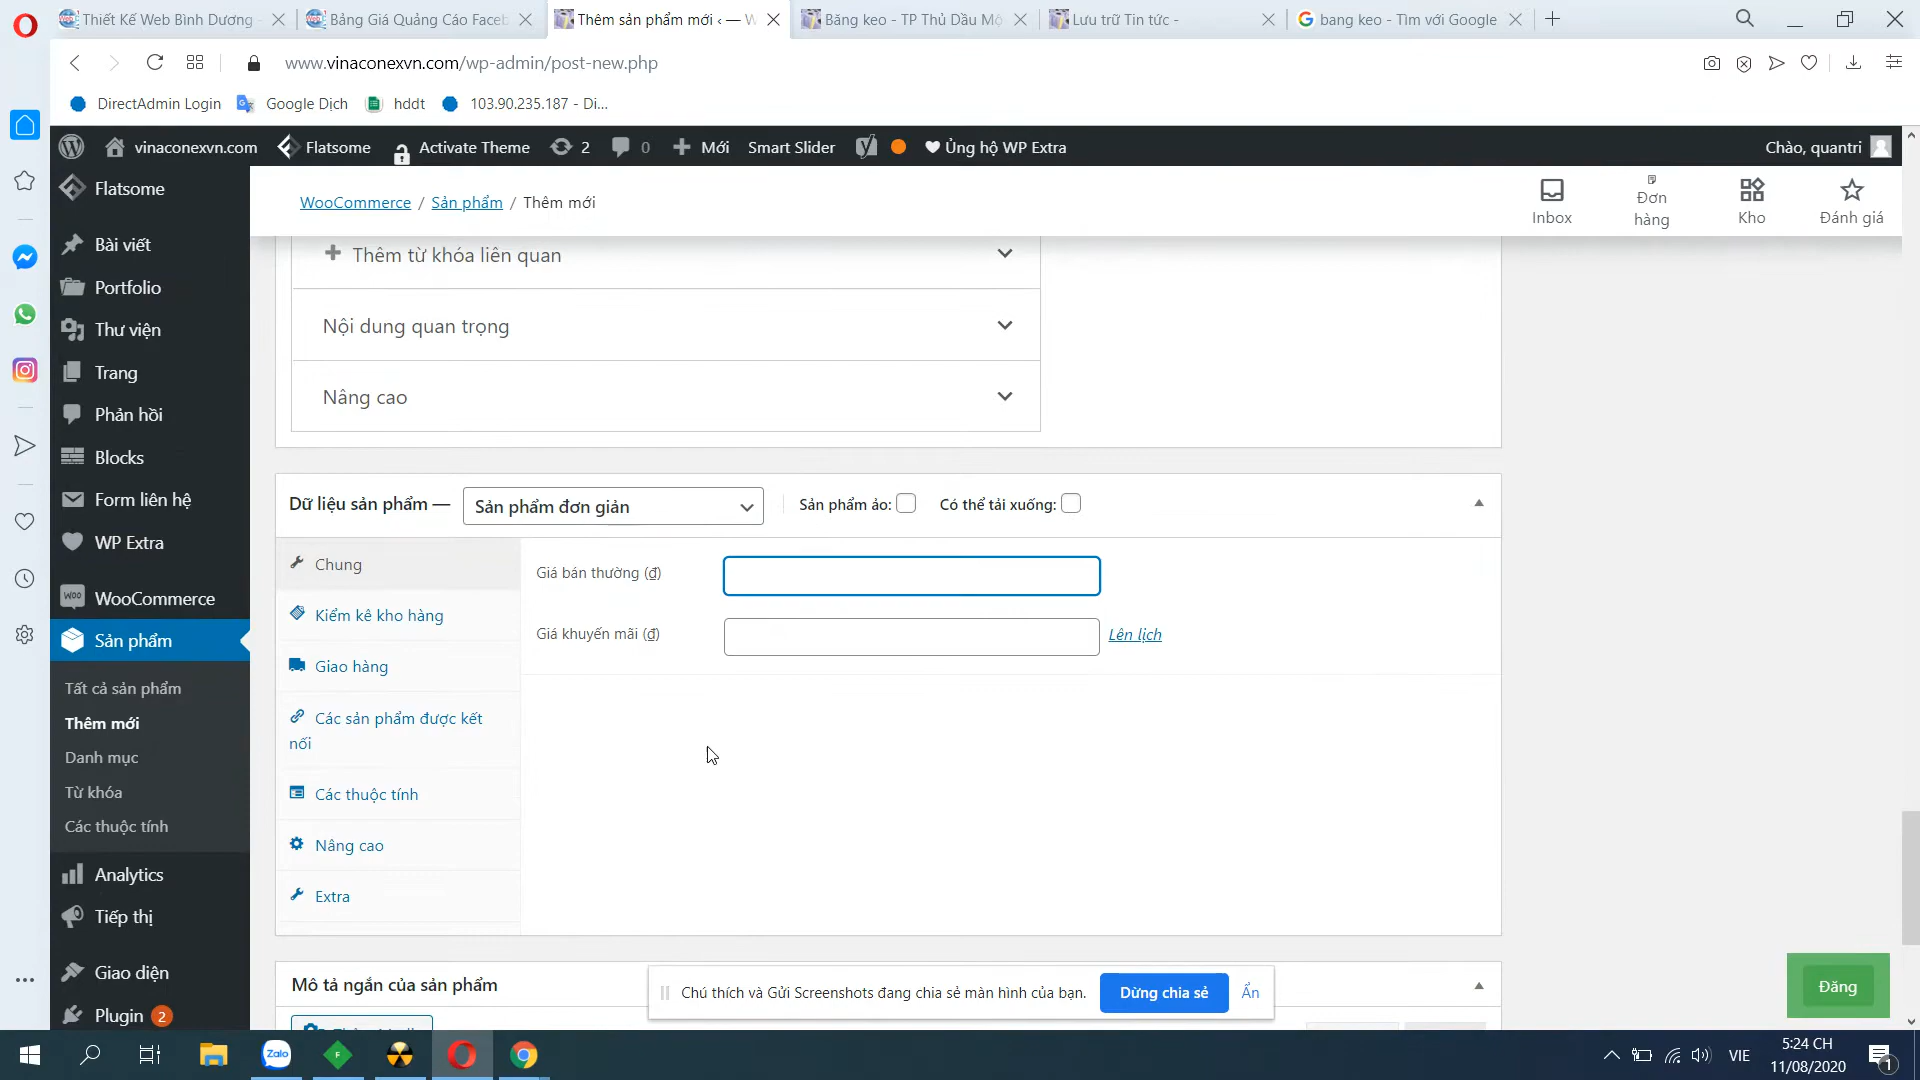 Thiết Kế Web Bình Dương -
Bảng Giá Quảng Cáo Faceb
Thêm sản phẩm mới ‹ — W
Băng keo - TP Thủ Dầu Mộ
Lưu trữ Tin tức -
bang keo - Tìm với Google
www.vinaconexvn.com/wp-admin/post-new.php
DirectAdmin Login
Google Dịch
hddt
103.90.235.187 - Di...
vinaconexvn.com
Flatsome
Activate Theme
2
0
Mới
Smart Slider
Ủng hộ WP Extra
Chào, quantri
Flatsome
Bài viết
Portfolio
Thư viện
Trang
Phản hồi
Blocks
Form liên hệ
WP Extra
WooCommerce
Sản phẩm
Tất cả sản phẩm
Thêm mới
Danh mục
Từ khóa
Các thuộc tính
Analytics
Tiếp thị
Giao diện
Plugin 2
WooCommerce / Sản phẩm / Thêm mới
Inbox
Đơn
hàng
Kho
Đánh giá
Thêm từ khóa liên quan
Nội dung quan trọng
Nâng cao
Dữ liệu sản phẩm —
Sản phẩm đơn giản
Sản phẩm ảo:
Có thể tải xuống:
Chung
Kiểm kê kho hàng
Giao hàng
Các sản phẩm được kết
nối
Các thuộc tính
Nâng cao
Extra
Giá bán thường (₫)
Giá khuyến mãi (₫)
Lên lịch
Mô tả ngắn của sản phẩm
Chú thích và Gửi Screenshots đang chia sẻ màn hình của bạn.
Dừng chia sẻ
Ẩn
Đăng
Zalo
VIE
5:24 CH
11/08/2020
1